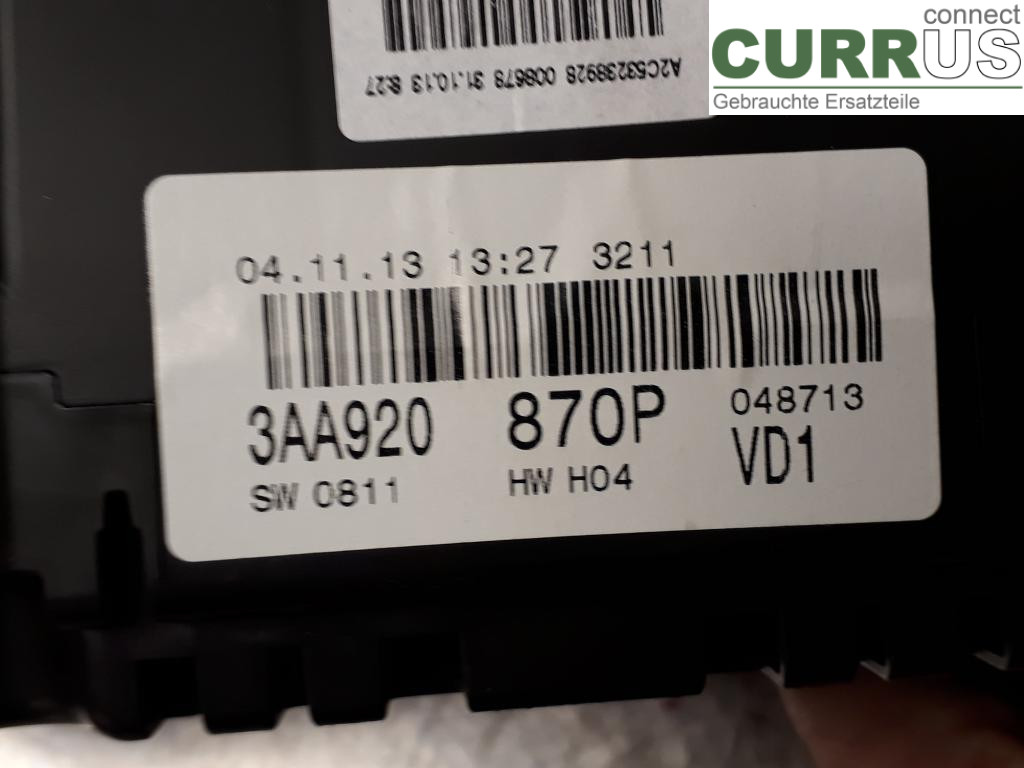 connect
CURRUS
Gebrauchte Ersatzteile
A2C53238928 008679 31.10.13 8:27
04.11.13 13:27 3211
3AA920 870P 048713
SW 0811 HW H04 VD1